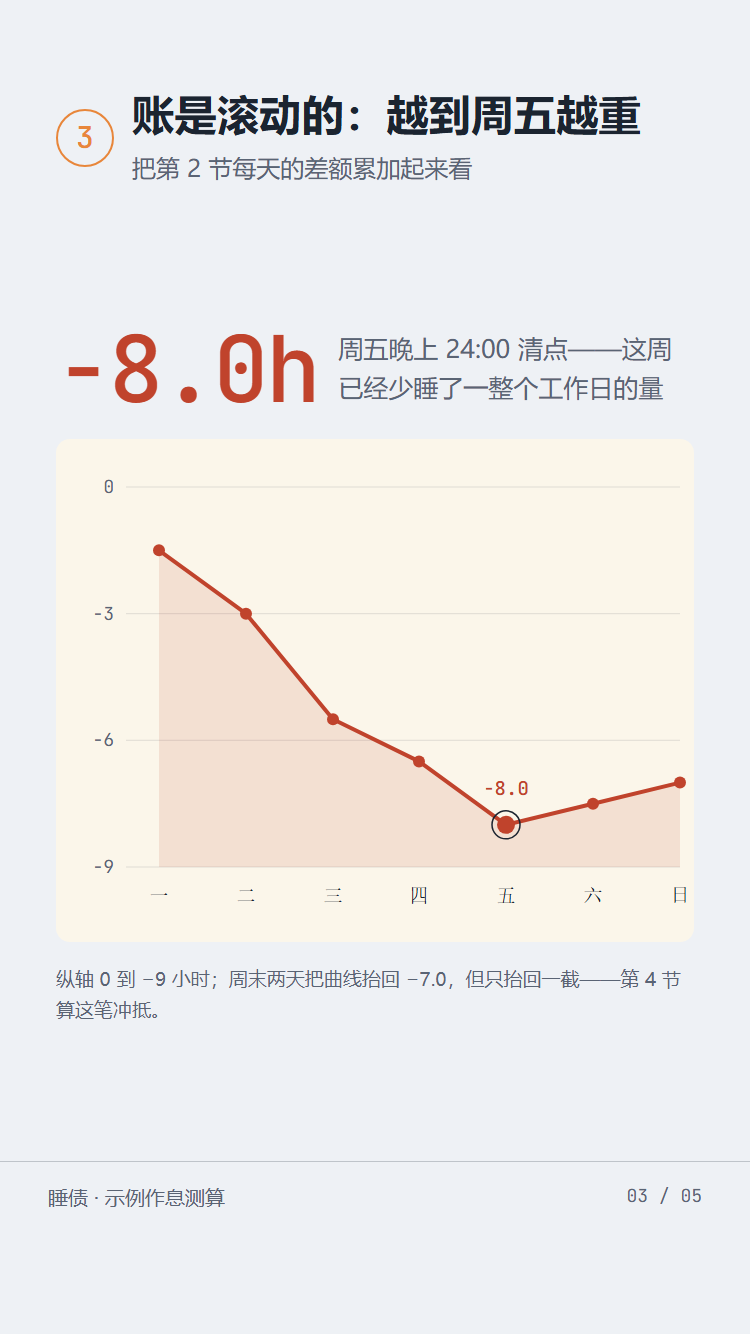 3
账是滚动的：越到周五越重
把第 2 节每天的差额累加起来看
-8.0h
周五晚上 24:00 清点——这周
已经少睡了一整个工作日的量
0
-3
-6
-9
-8.0
一 二 三 四 五 六 日
纵轴 0 到 −9 小时；周末两天把曲线抬回 −7.0，但只抬回一截——第 4 节
算这笔冲抵。
睡债 · 示例作息测算
03 / 05